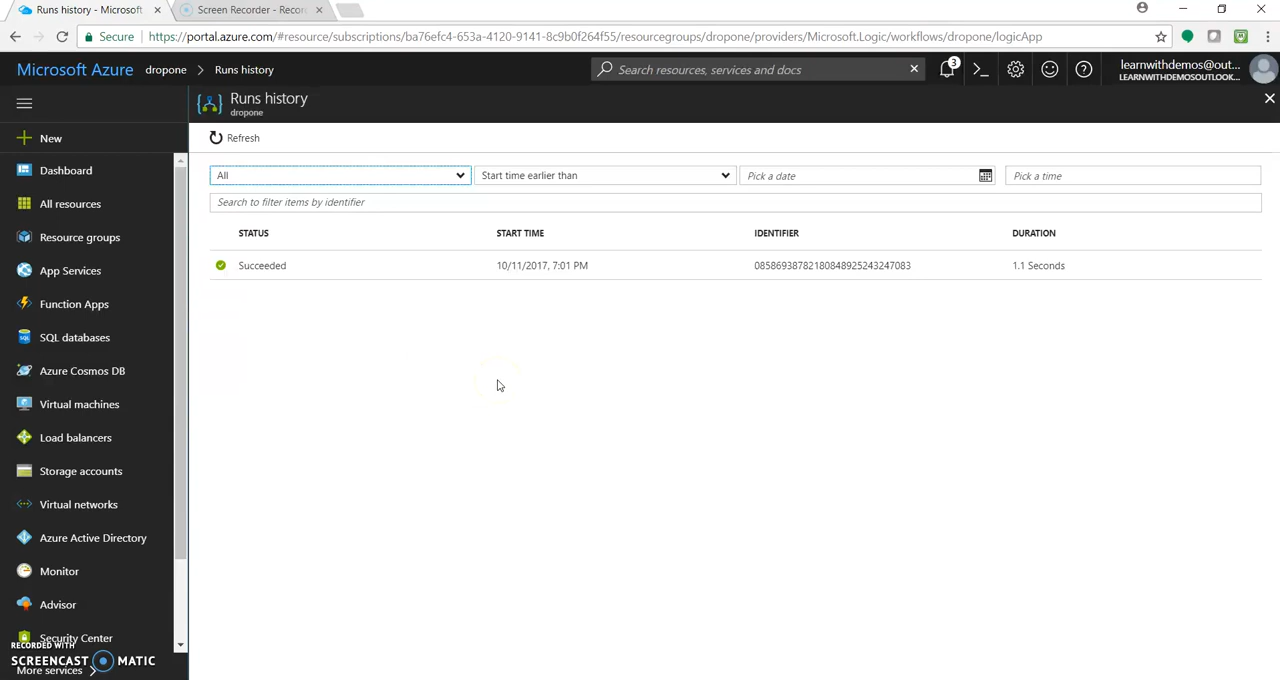 Runs history - Microsoft
Screen Recorder - Recor
Secure
https://portal.azure.com/#resource/subscriptions/ba76efc4-653a-4120-9141-8c9b0f264f55/resourcegroups/dropone/providers/Microsoft.Logic/workflows/dropone/logicApp
Microsoft Azure
dropone
Runs history
Search resources, services and docs
3
learnwithdemos@out...
LEARNWITHDEMOSOUTLOOK...
Runs history
dropone
New
Refresh
Dashboard
All
Start time earlier than
Pick a date
Pick a time
All resources
Search to filter items by identifier
Resource groups
STATUS
START TIME
IDENTIFIER
DURATION
App Services
Succeeded
10/11/2017, 7:01 PM
08586938782180848925243247083
1.1 Seconds
Function Apps
SQL databases
Azure Cosmos DB
Virtual machines
Load balancers
Storage accounts
Virtual networks
Azure Active Directory
Monitor
Advisor
Security Center
RECORDED WITH
SCREENCAST MATIC
More services